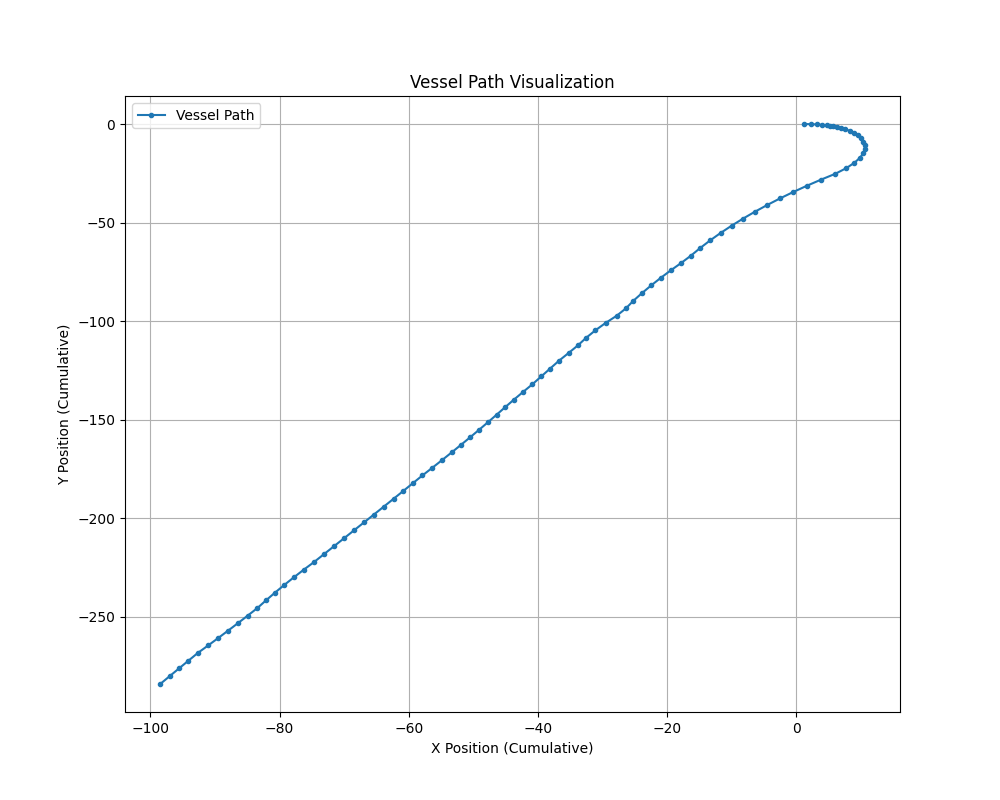 Vessel Path Visualization
Vessel Path
0
−50
−100
−150
−200
−250
Y Position (Cumulative)
−100 −80 −60 −40 −20 0
X Position (Cumulative)